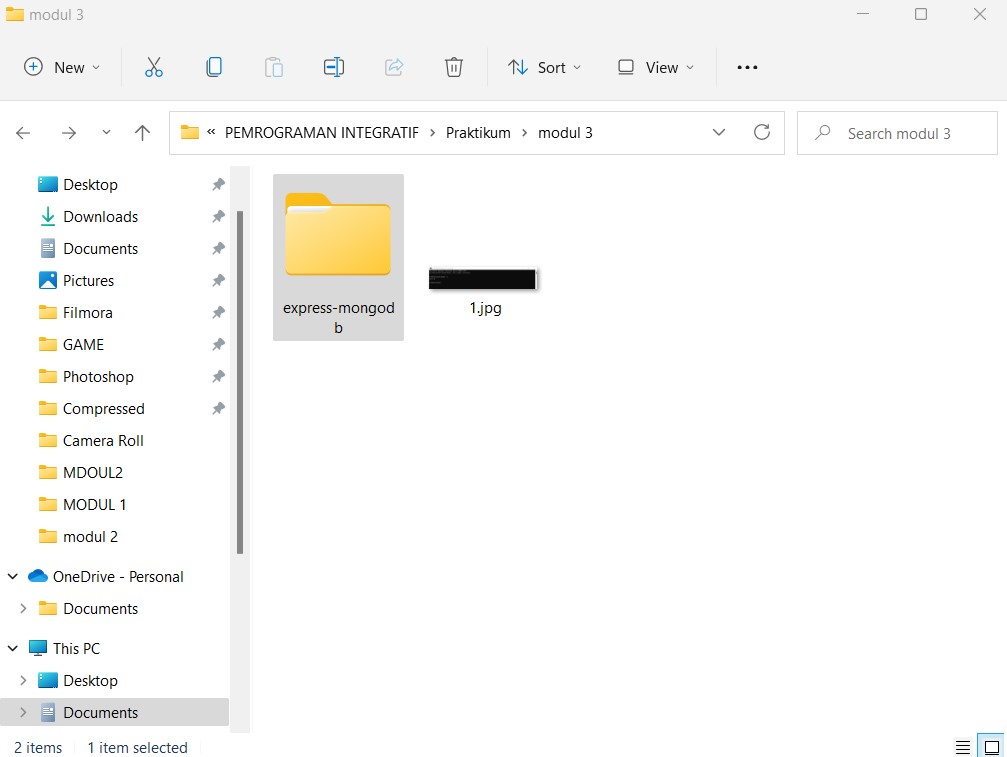 modul 3
New
Sort
View
« PEMROGRAMAN INTEGRATIF > Praktikum > modul 3
Search modul 3
Desktop
Downloads
Documents
Pictures
Filmora
GAME
Photoshop
Compressed
Camera Roll
MDOUL2
MODUL 1
modul 2
OneDrive - Personal
Documents
This PC
Desktop
Documents
express-mongod
b
1.jpg
2 items
1 item selected